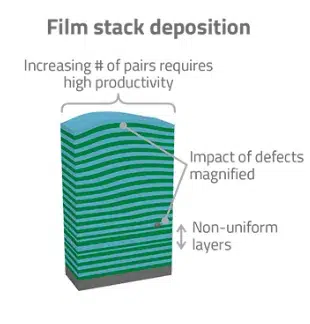 Film stack deposition
Increasing # of pairs requires
high productivity
Impact of defects
magnified
Non-uniform
layers